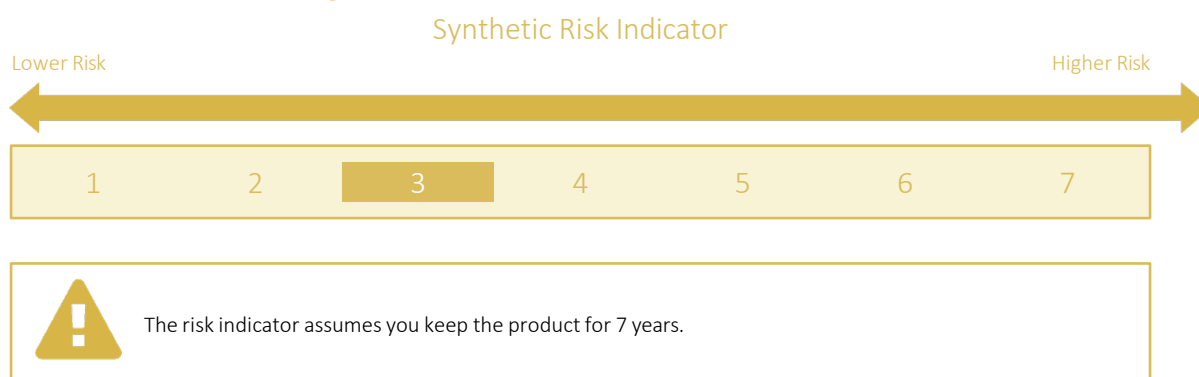 Synthetic Risk Indicator
Lower Risk Higher Risk
1 2 3 4 5 6 7
The risk indicator assumes you keep the product for 7 years.